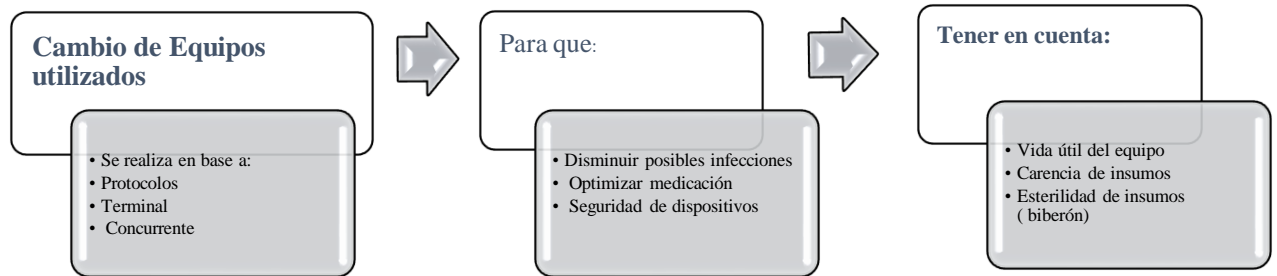 Cambio de Equipos
utilizados
• Se realiza en base a:
• Protocolos
• Terminal
• Concurrente
Para que:
• Disminuir posibles infecciones
• Optimizar medicación
• Seguridad de dispositivos
Tener en cuenta:
• Vida útil del equipo
• Carencia de insumos
• Esterilidad de insumos
( biberón)